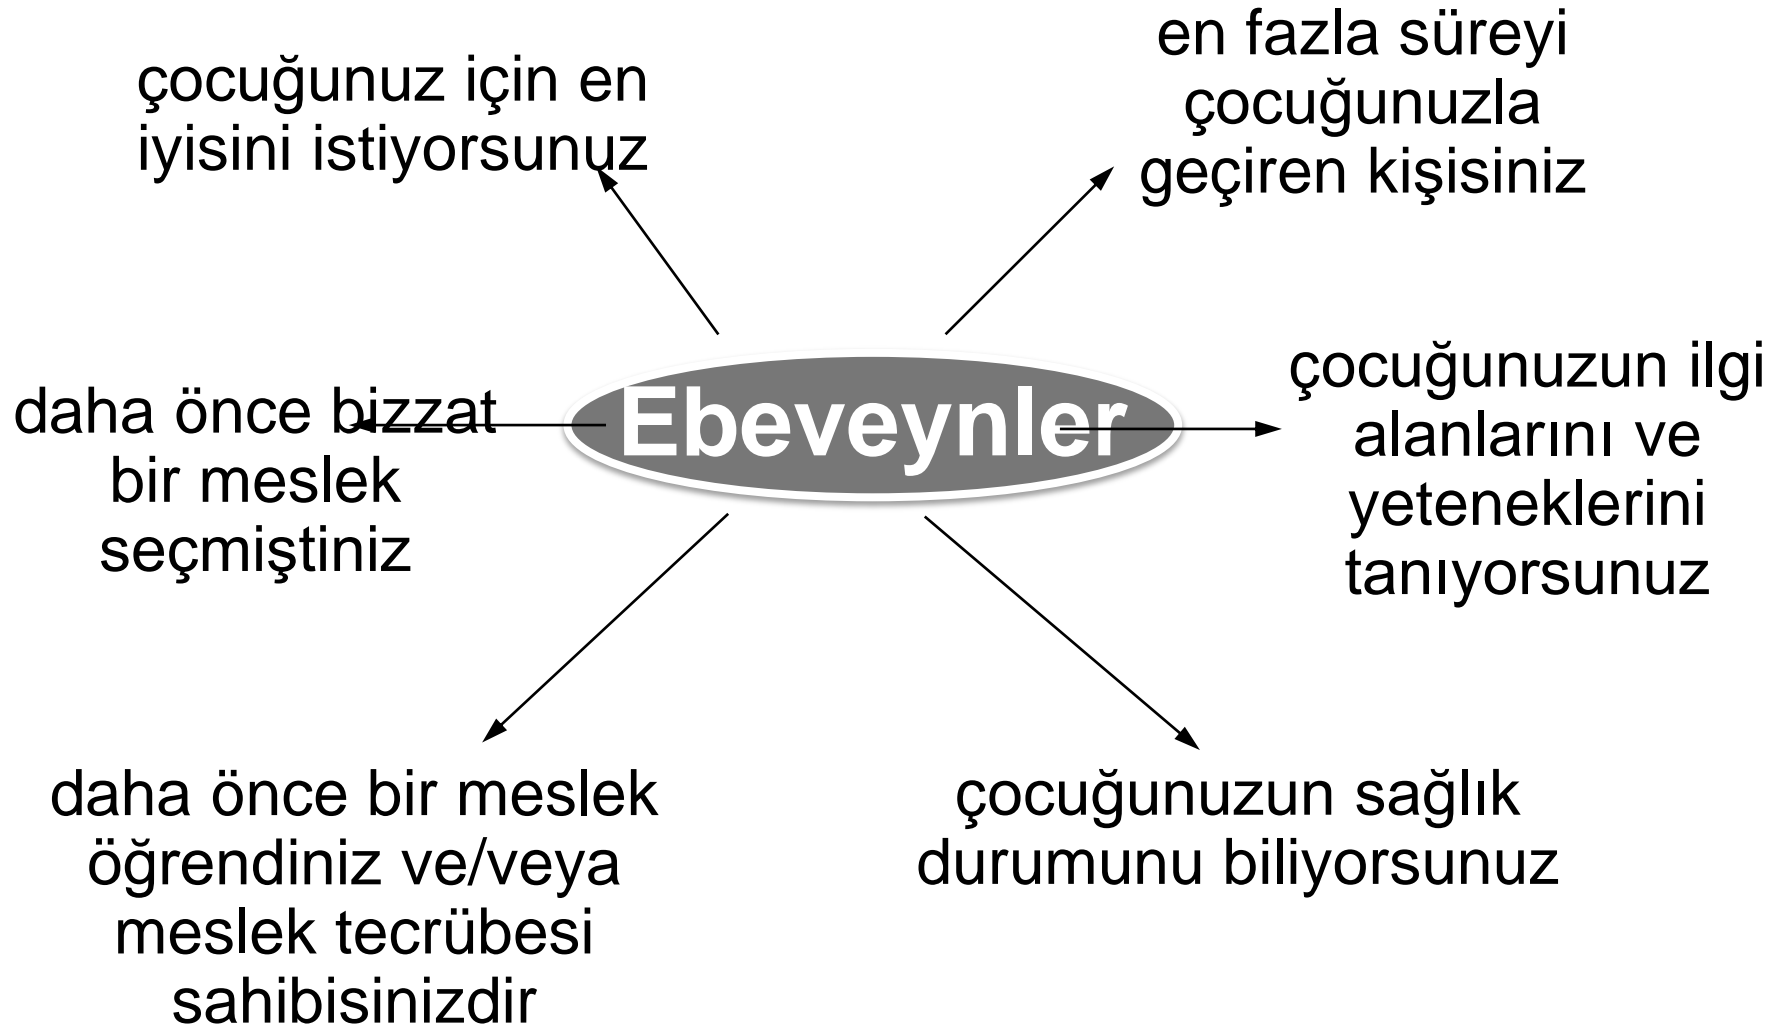 çocuğunuz için en
iyisini istiyorsunuz
en fazla süreyi
çocuğunuzla
geçiren kişisiniz
Ebeveynler
daha önce bizzat
bir meslek
seçmiştiniz
çocuğunuzun ilgi
alanlarını ve
yeteneklerini
tanıyorsunuz
daha önce bir meslek
öğrendiniz ve/veya
meslek tecrübesi
sahibisinizdir
çocuğunuzun sağlık
durumunu biliyorsunuz